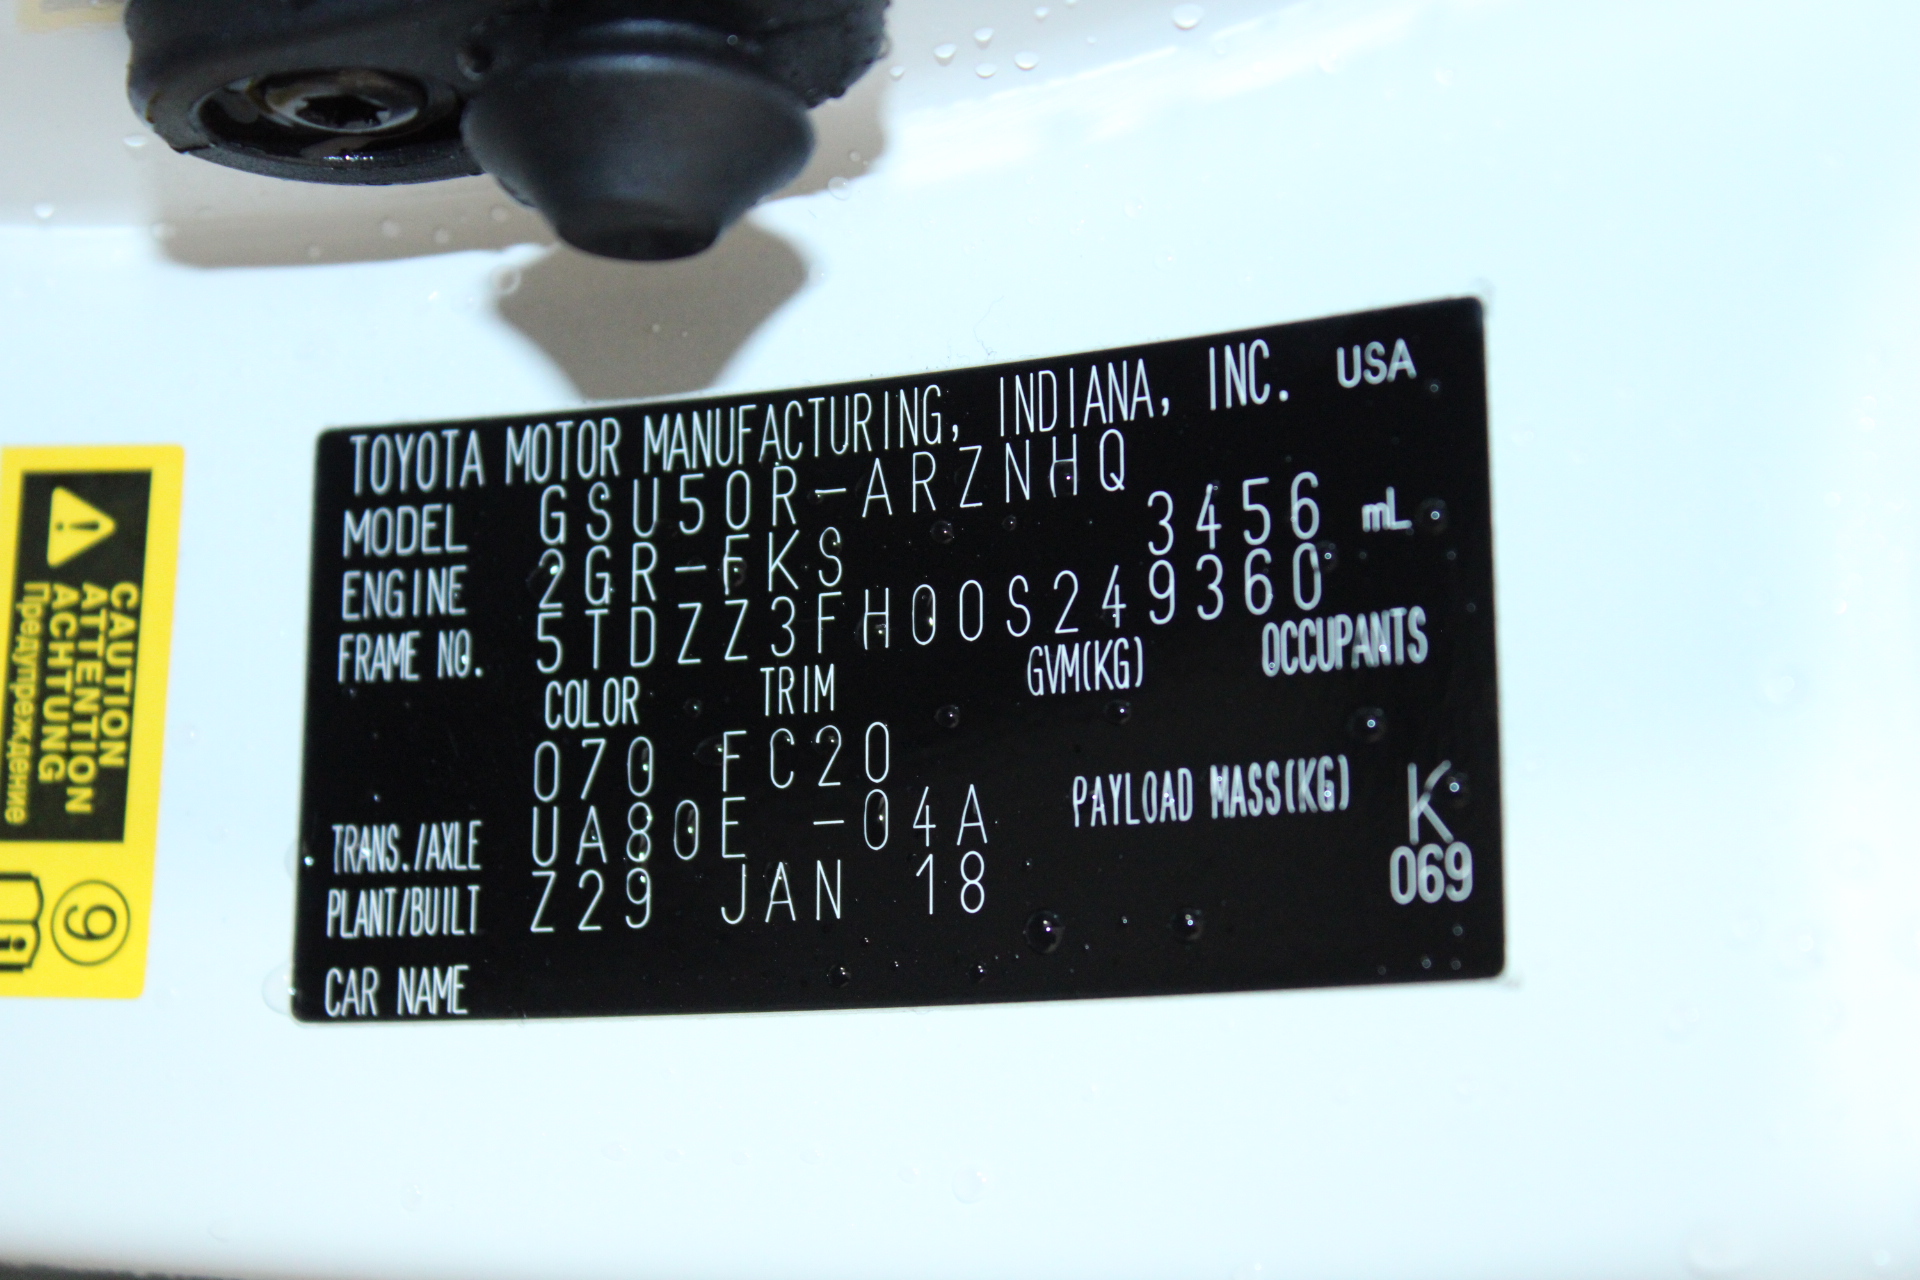 TOYOTA MOTOR MANUFACTURING, INDIANA, INC. USA
MODEL GSU50R-ARZNHQ
ENGINE 2GR-FKS 3456 mL
FRAME NO. 5TDZZ3FH00S249360
COLOR TRIM GVM(KG) OCCUPANTS
070 FC20
TRANS./AXLE UA80E -04A PAYLOAD MASS(KG) K
PLANT/BUILT Z29 JAN 18 069
CAR NAME
CAUTION
ATTENTION
ACHTUNG
Предупреждение
9